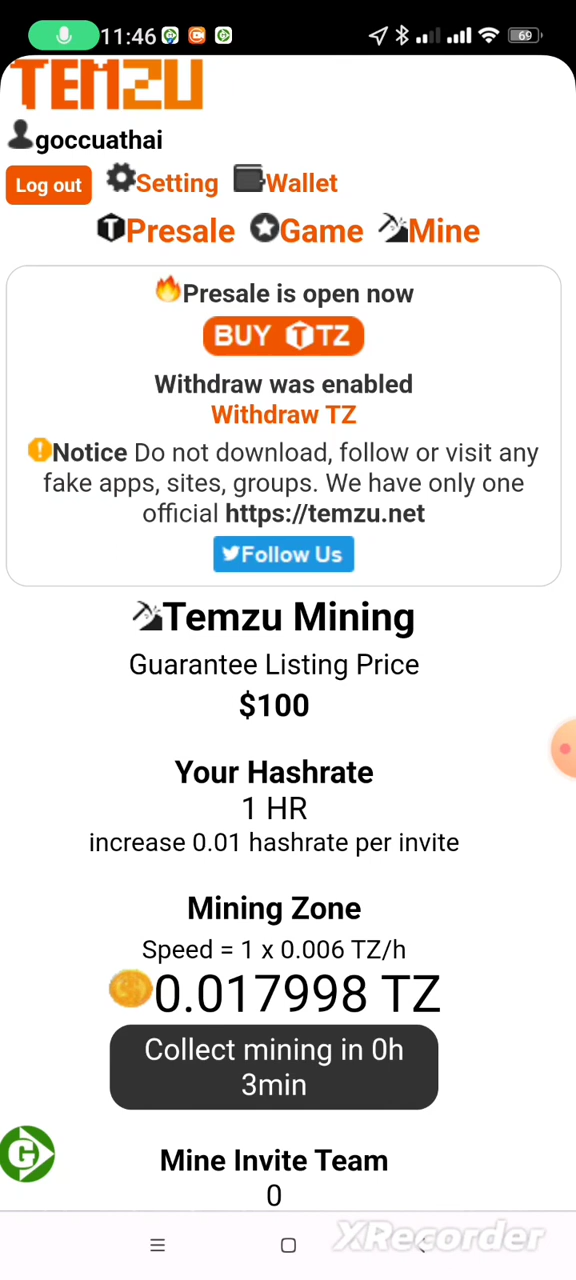 11:46
69
TEMZU
goccuathai
Log out
Setting
Wallet
Presale
Game
Mine
Presale is open now
BUY TZ
Withdraw was enabled
Withdraw TZ
Notice Do not download, follow or visit any
fake apps, sites, groups. We have only one
official https://temzu.net
Follow Us
Temzu Mining
Guarantee Listing Price
$100
Your Hashrate
1 HR
increase 0.01 hashrate per invite
Mining Zone
Speed = 1 x 0.006 TZ/h
0.017998 TZ
Collect mining in 0h
3min
G
Mine Invite Team
0
XRecorder